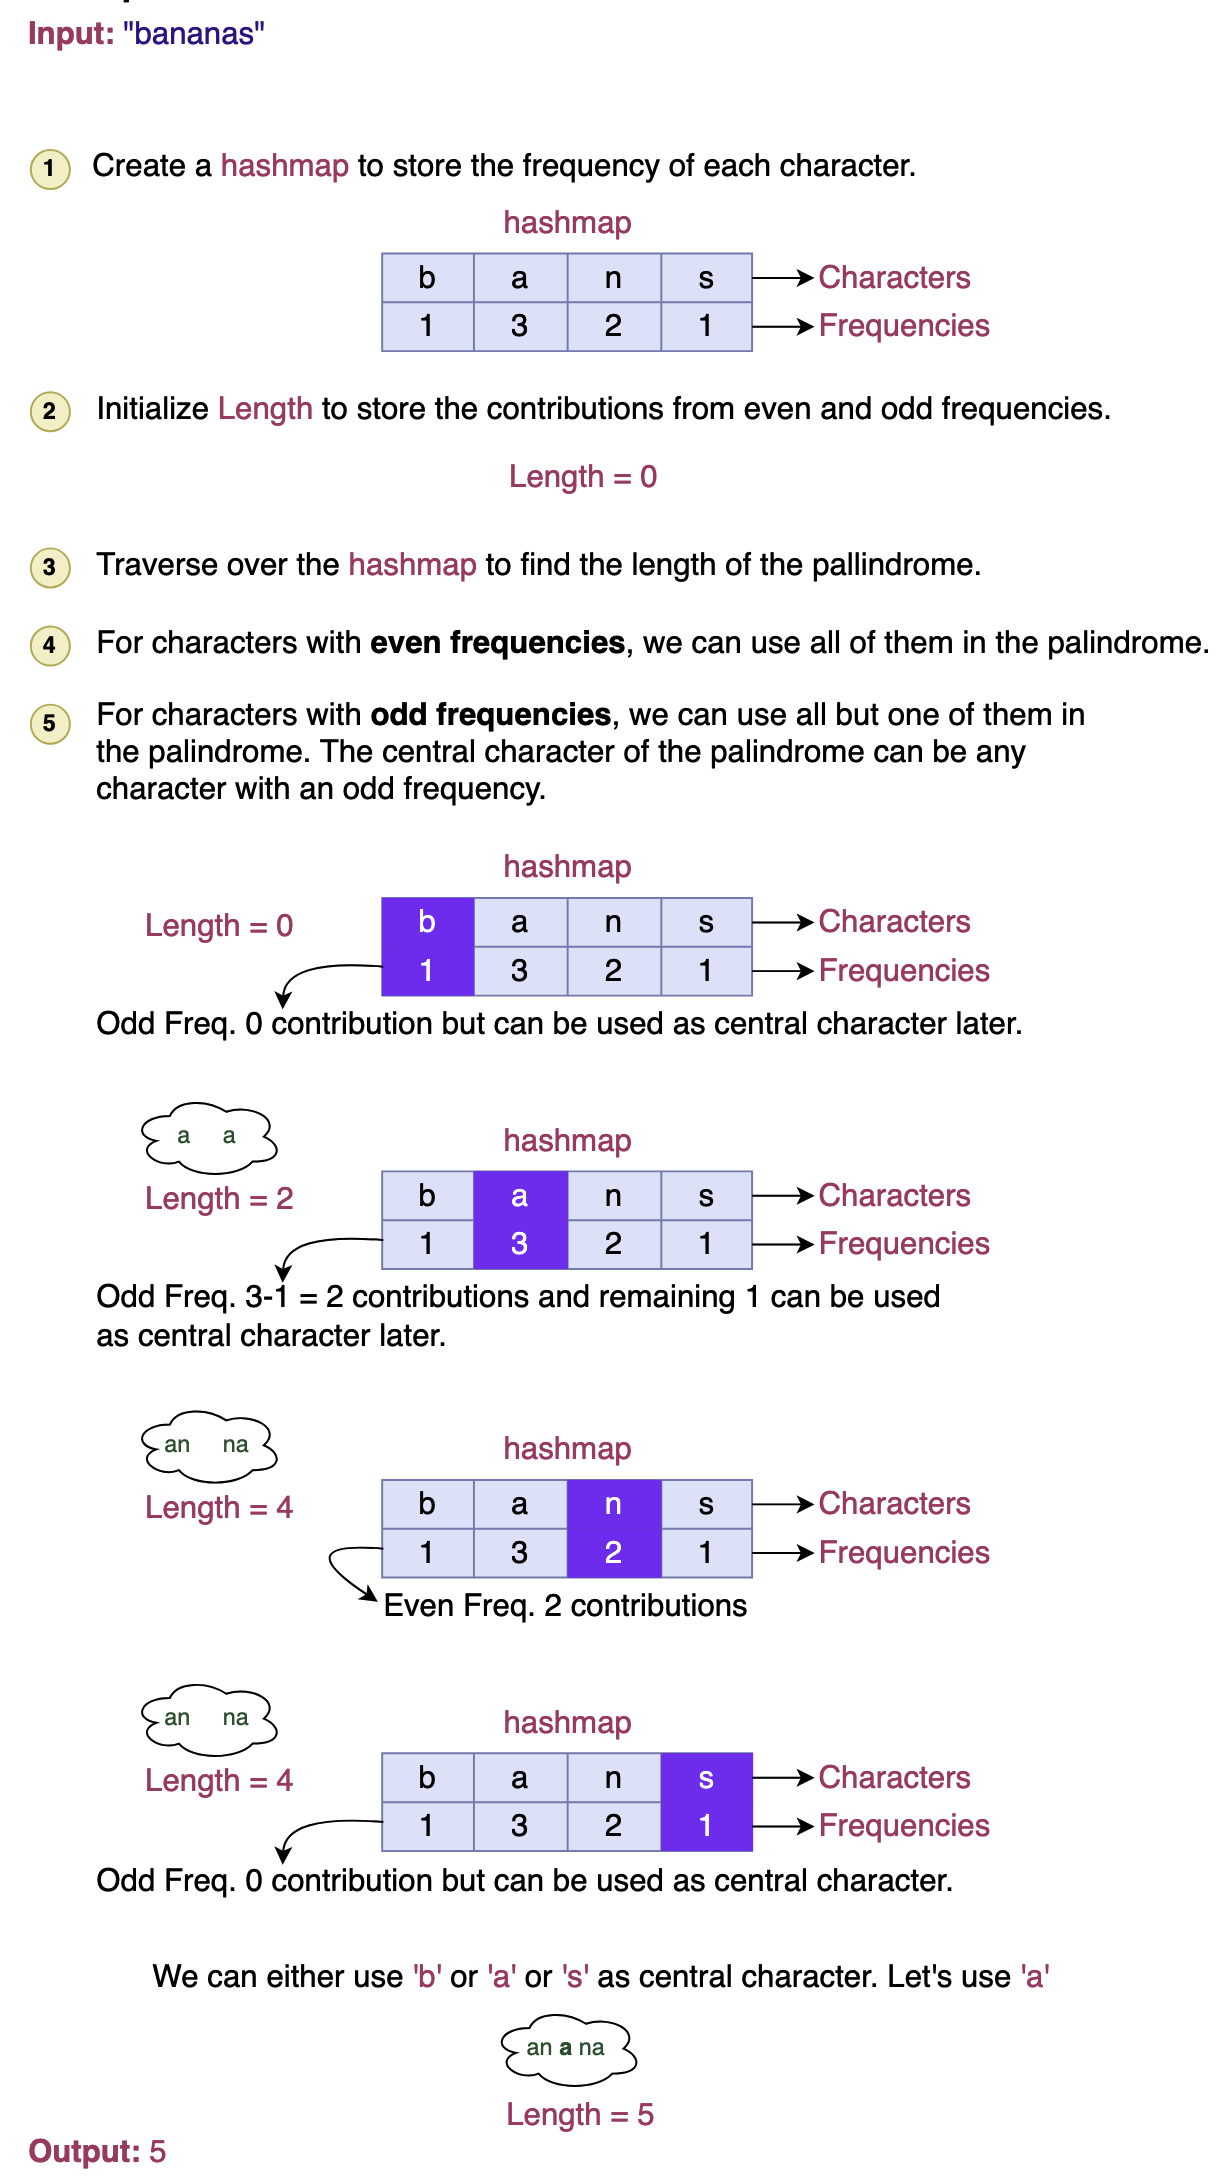 Input: "bananas"
1 Create a hashmap to store the frequency of each character.
hashmap
b a n s Characters
1 3 2 1 Frequencies
2 Initialize Length to store the contributions from even and odd frequencies.
Length = 0
3 Traverse over the hashmap to find the length of the pallindrome.
4 For characters with even frequencies, we can use all of them in the palindrome.
5 For characters with odd frequencies, we can use all but one of them in
the palindrome. The central character of the palindrome can be any
character with an odd frequency.
hashmap
Length = 0 b a n s Characters
1 3 2 1 Frequencies
Odd Freq. 0 contribution but can be used as central character later.
a a
hashmap
Length = 2 b a n s Characters
1 3 2 1 Frequencies
Odd Freq. 3-1 = 2 contributions and remaining 1 can be used
as central character later.
an na
hashmap
Length = 4 b a n s Characters
1 3 2 1 Frequencies
Even Freq. 2 contributions
an na
hashmap
Length = 4 b a n s Characters
1 3 2 1 Frequencies
Odd Freq. 0 contribution but can be used as central character.
We can either use 'b' or 'a' or 's' as central character. Let's use 'a'
an a na
Length = 5
Output: 5